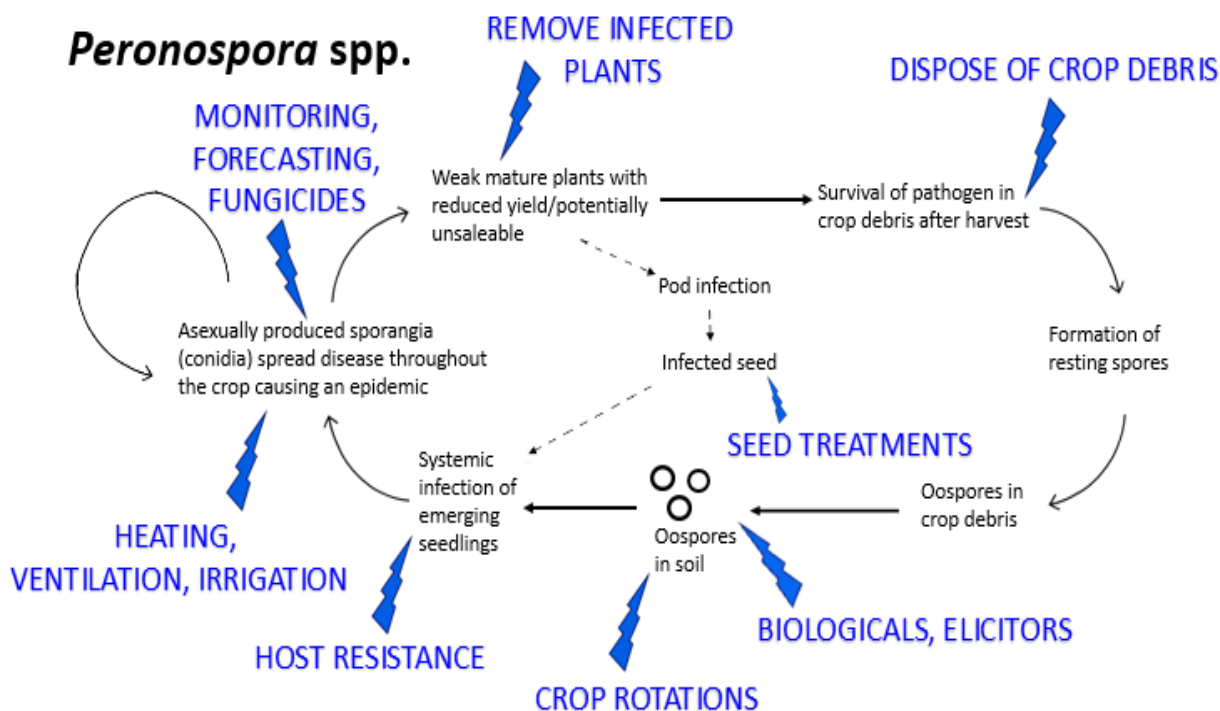 Peronospora spp.
REMOVE INFECTED
PLANTS
DISPOSE OF CROP DEBRIS
MONITORING,
FORECASTING,
FUNGICIDES
Weak mature plants with
reduced yield/potentially
unsaleable
Survival of pathogen in
crop debris after harvest
Pod infection
Asexually produced sporangia
(conidia) spread disease throughout
the crop causing an epidemic
Infected seed
Formation of
resting spores
SEED TREATMENTS
Systemic
infection of
emerging
seedlings
Oospores
in soil
Oospores in
crop debris
HEATING,
VENTILATION, IRRIGATION
HOST RESISTANCE
BIOLOGICALS, ELICITORS
CROP ROTATIONS